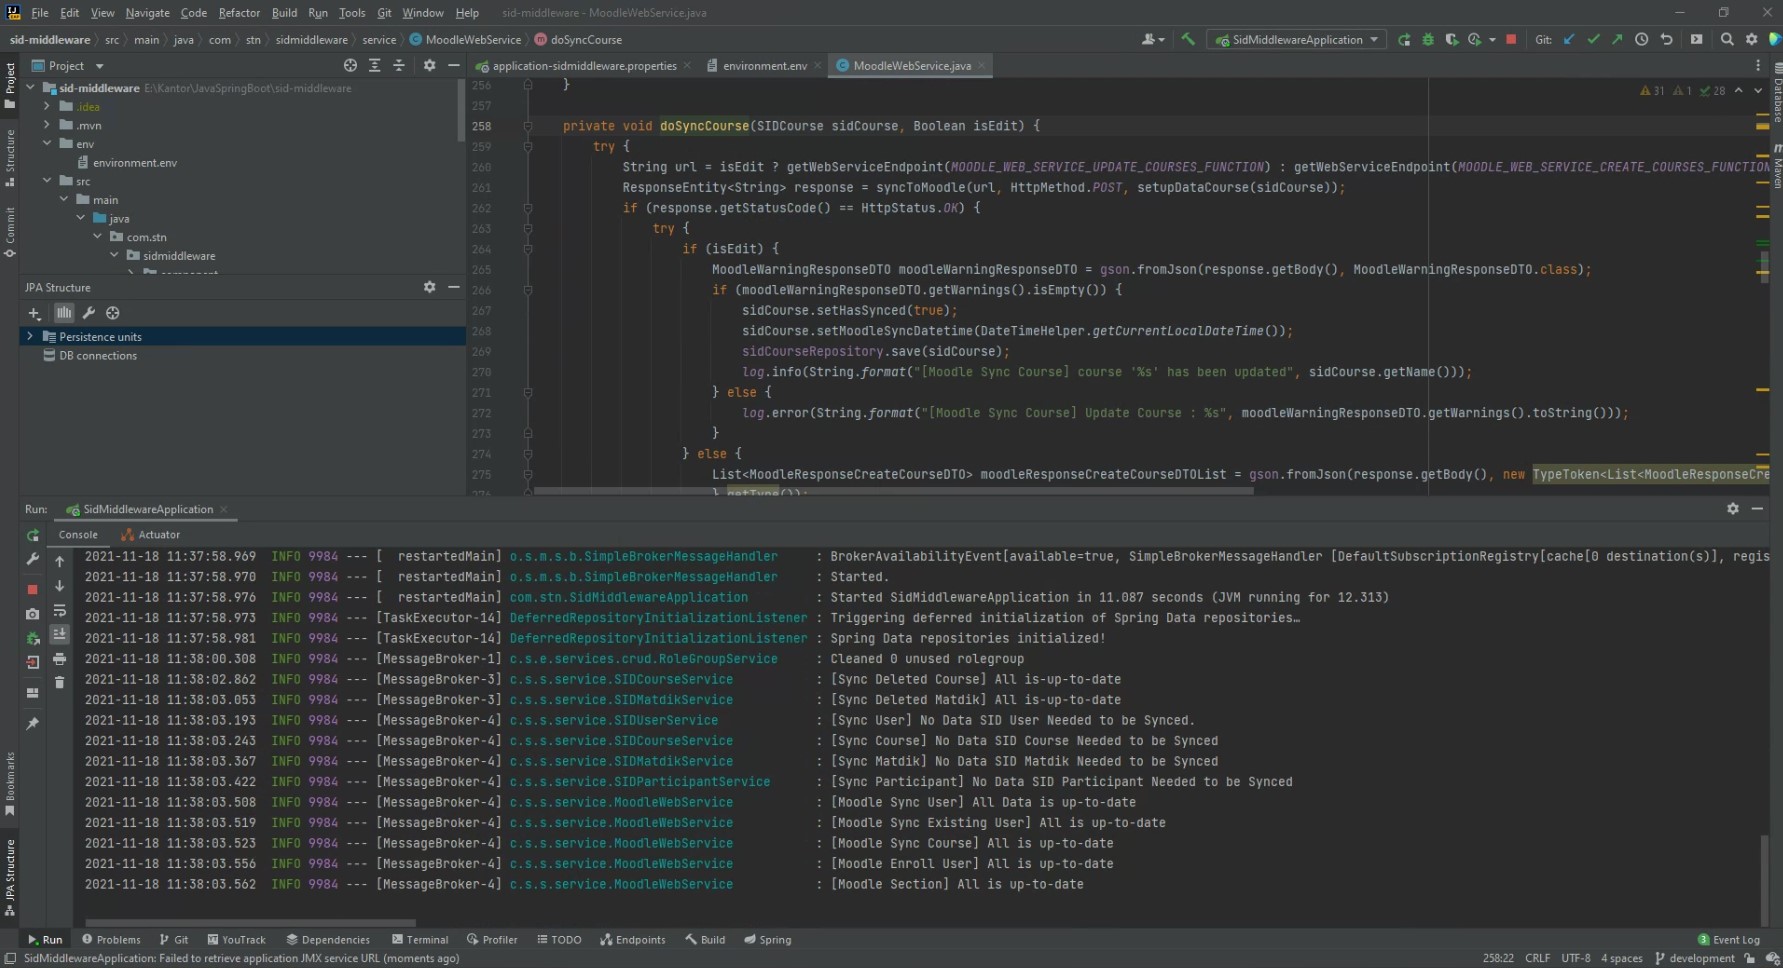 File Edit View Navigate Code Refactor Build Run Tools Git Window Help sid-middleware - MoodleWebService.java
sid-middleware src main java com stn sidmiddleware service MoodleWebService doSyncCourse SidMiddlewareApplication Git:
Project
application-sidmiddleware.properties environment.env MoodleWebService.java
sid-middleware E:\Kantor\JavaSpringBoot\sid-middleware
.idea
.mvn
env
environment.env
src
main
java
com.stn
sidmiddleware
component
JPA Structure
Persistence units
DB connections
31 1 28
256 }
257
258 private void doSyncCourse(SIDCourse sidCourse, Boolean isEdit) {
259 try {
260 String url = isEdit ? getWebServiceEndpoint(MOODLE_WEB_SERVICE_UPDATE_COURSES_FUNCTION) : getWebServiceEndpoint(MOODLE_WEB_SERVICE_CREATE_COURSES_FUNCTION
261 ResponseEntity<String> response = syncToMoodle(url, HttpMethod.POST, setupDataCourse(sidCourse));
262 if (response.getStatusCode() == HttpStatus.OK) {
263 try {
264 if (isEdit) {
265 MoodleWarningResponseDTO moodleWarningResponseDTO = gson.fromJson(response.getBody(), MoodleWarningResponseDTO.class);
266 if (moodleWarningResponseDTO.getWarnings().isEmpty()) {
267 sidCourse.setHasSynced(true);
268 sidCourse.setMoodleSyncDatetime(DateTimeHelper.getCurrentLocalDateTime());
269 sidCourseRepository.save(sidCourse);
270 log.info(String.format("[Moodle Sync Course] course '%s' has been updated", sidCourse.getName()));
271 } else {
272 log.error(String.format("[Moodle Sync Course] Update Course : %s", moodleWarningResponseDTO.getWarnings().toString()));
273 }
274 } else {
275 List<MoodleResponseCreateCourseDTO> moodleResponseCreateCourseDTOList = gson.fromJson(response.getBody(), new TypeToken<List<MoodleResponseCre
276 }.getType());
Run: SidMiddlewareApplication
Console Actuator
2021-11-18 11:37:58.969 INFO 9984 --- [ restartedMain] o.s.m.s.b.SimpleBrokerMessageHandler : BrokerAvailabilityEvent[available=true, SimpleBrokerMessageHandler [DefaultSubscriptionRegistry[cache[0 destination(s)], regis
2021-11-18 11:37:58.970 INFO 9984 --- [ restartedMain] o.s.m.s.b.SimpleBrokerMessageHandler : Started.
2021-11-18 11:37:58.976 INFO 9984 --- [ restartedMain] com.stn.SidMiddlewareApplication : Started SidMiddlewareApplication in 11.087 seconds (JVM running for 12.313)
2021-11-18 11:37:58.973 INFO 9984 --- [TaskExecutor-14] DeferredRepositoryInitializationListener : Triggering deferred initialization of Spring Data repositories…
2021-11-18 11:37:58.981 INFO 9984 --- [TaskExecutor-14] DeferredRepositoryInitializationListener : Spring Data repositories initialized!
2021-11-18 11:38:00.308 INFO 9984 --- [MessageBroker-1] c.s.e.services.crud.RoleGroupService : Cleaned 0 unused rolegroup
2021-11-18 11:38:02.862 INFO 9984 --- [MessageBroker-3] c.s.s.service.SIDCourseService : [Sync Deleted Course] All is-up-to-date
2021-11-18 11:38:03.053 INFO 9984 --- [MessageBroker-3] c.s.s.service.SIDMatdikService : [Sync Deleted Matdik] All is-up-to-date
2021-11-18 11:38:03.193 INFO 9984 --- [MessageBroker-4] c.s.s.service.SIDUserService : [Sync User] No Data SID User Needed to be Synced.
2021-11-18 11:38:03.243 INFO 9984 --- [MessageBroker-4] c.s.s.service.SIDCourseService : [Sync Course] No Data SID Course Needed to be Synced
2021-11-18 11:38:03.367 INFO 9984 --- [MessageBroker-4] c.s.s.service.SIDMatdikService : [Sync Matdik] No Data SID Matdik Needed to be Synced
2021-11-18 11:38:03.422 INFO 9984 --- [MessageBroker-4] c.s.s.service.SIDParticipantService : [Sync Participant] No Data SID Participant Needed to be Synced
2021-11-18 11:38:03.508 INFO 9984 --- [MessageBroker-4] c.s.s.service.MoodleWebService : [Moodle Sync User] All Data is up-to-date
2021-11-18 11:38:03.519 INFO 9984 --- [MessageBroker-4] c.s.s.service.MoodleWebService : [Moodle Sync Existing User] All is up-to-date
2021-11-18 11:38:03.523 INFO 9984 --- [MessageBroker-4] c.s.s.service.MoodleWebService : [Moodle Sync Course] All is up-to-date
2021-11-18 11:38:03.556 INFO 9984 --- [MessageBroker-4] c.s.s.service.MoodleWebService : [Moodle Enroll User] All is up-to-date
2021-11-18 11:38:03.562 INFO 9984 --- [MessageBroker-4] c.s.s.service.MoodleWebService : [Moodle Section] All is up-to-date
Project
Structure
Commit
Bookmarks
JPA Structure
Database
Maven
Run Problems Git YouTrack Dependencies Terminal Profiler TODO Endpoints Build Spring 3 Event Log
SidMiddlewareApplication: Failed to retrieve application JMX service URL (moments ago) 258:22 CRLF UTF-8 4 spaces development